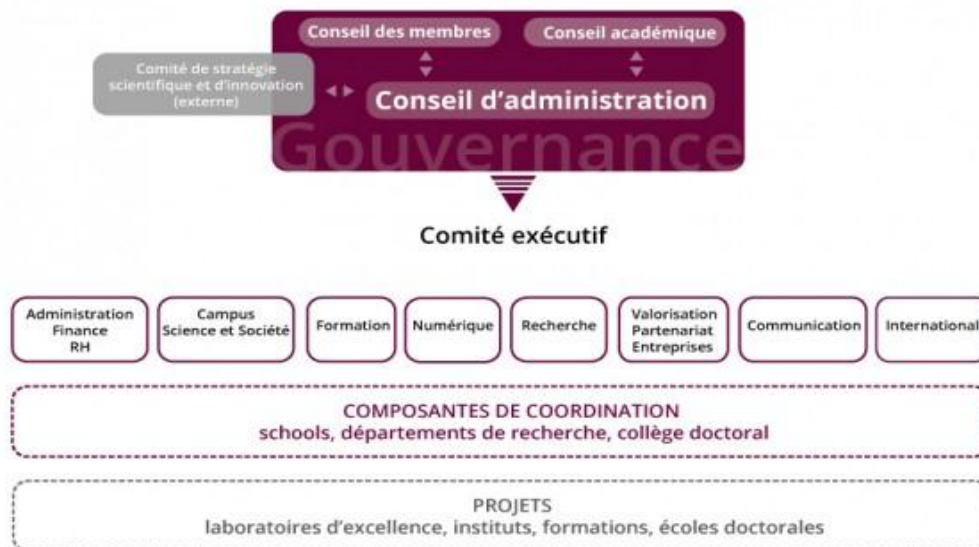 Conseil des membres
Conseil académique
Comité de stratégie
scientifique et d'innovation
(externe)
Conseil d'administration
Gouvernance
Comité exécutif
Administration
Finance
RH
Campus
Science et Société
Formation
Numérique
Recherche
Valorisation
Partenariat
Entreprises
Communication
International
COMPOSANTES DE COORDINATION
schools, départements de recherche, collège doctoral
PROJETS
laboratoires d'excellence, instituts, formations, écoles doctorales